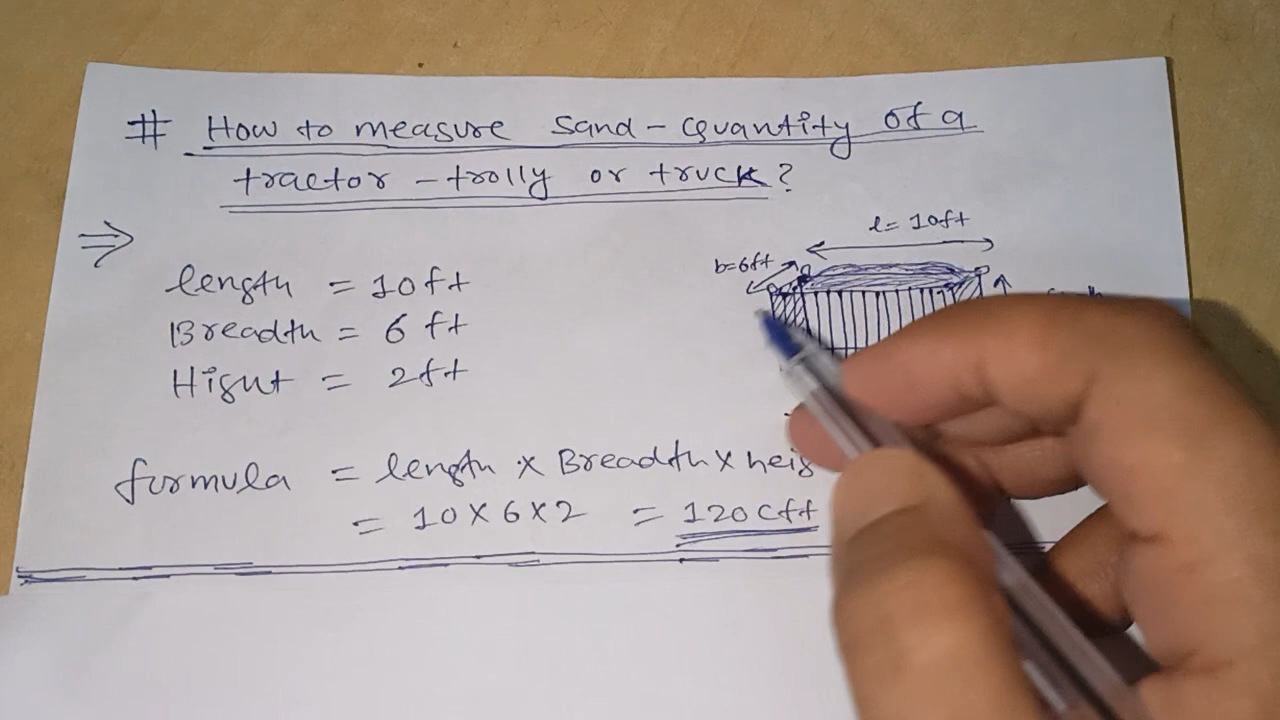 # How to measure Sand-Quantity of a
tractor-trolly or truck?
⇒
l= 10ft
b=6ft
length = 10ft
Breadth = 6 ft
Hight = 2ft
formula = length × Breadth × heig
= 10 × 6 × 2 = 120 Cft